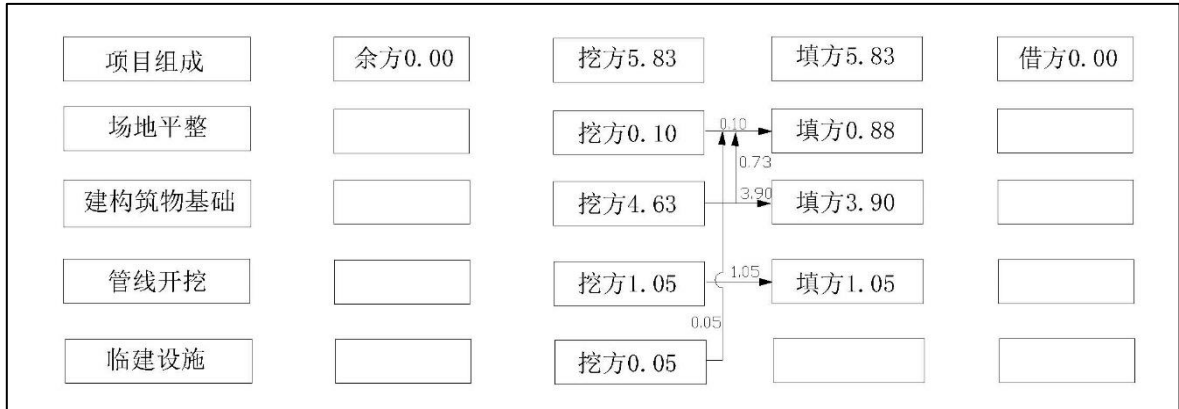 项目组成 余方0.00 挖方5.83 填方5.83 借方0.00
场地平整 挖方0.10 0.10 填方0.88
0.73
建构筑物基础 挖方4.63 3.90 填方3.90
管线开挖 挖方1.05 1.05 填方1.05
0.05
临建设施 挖方0.05